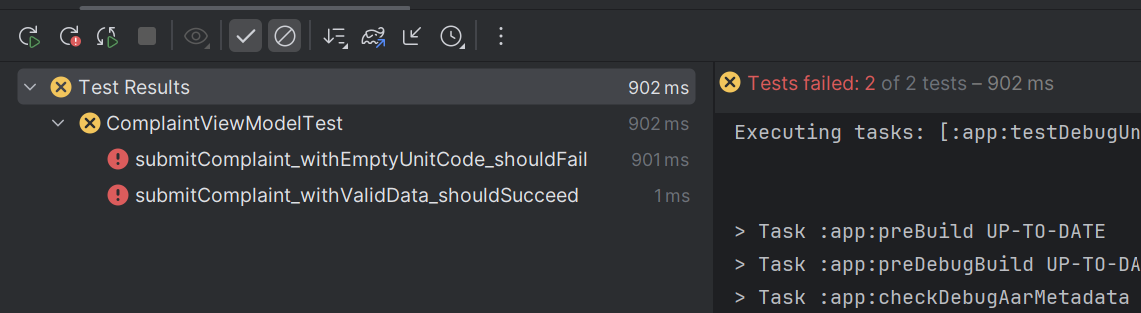 Test Results 902 ms
ComplaintViewModelTest 902 ms
submitComplaint_withEmptyUnitCode_shouldFail 901 ms
submitComplaint_withValidData_shouldSucceed 1 ms
Tests failed: 2 of 2 tests – 902 ms
Executing tasks: [:app:testDebugUn
> Task :app:preBuild UP-TO-DATE
> Task :app:preDebugBuild UP-TO-DA
> Task :app:checkDebugAarMetadata